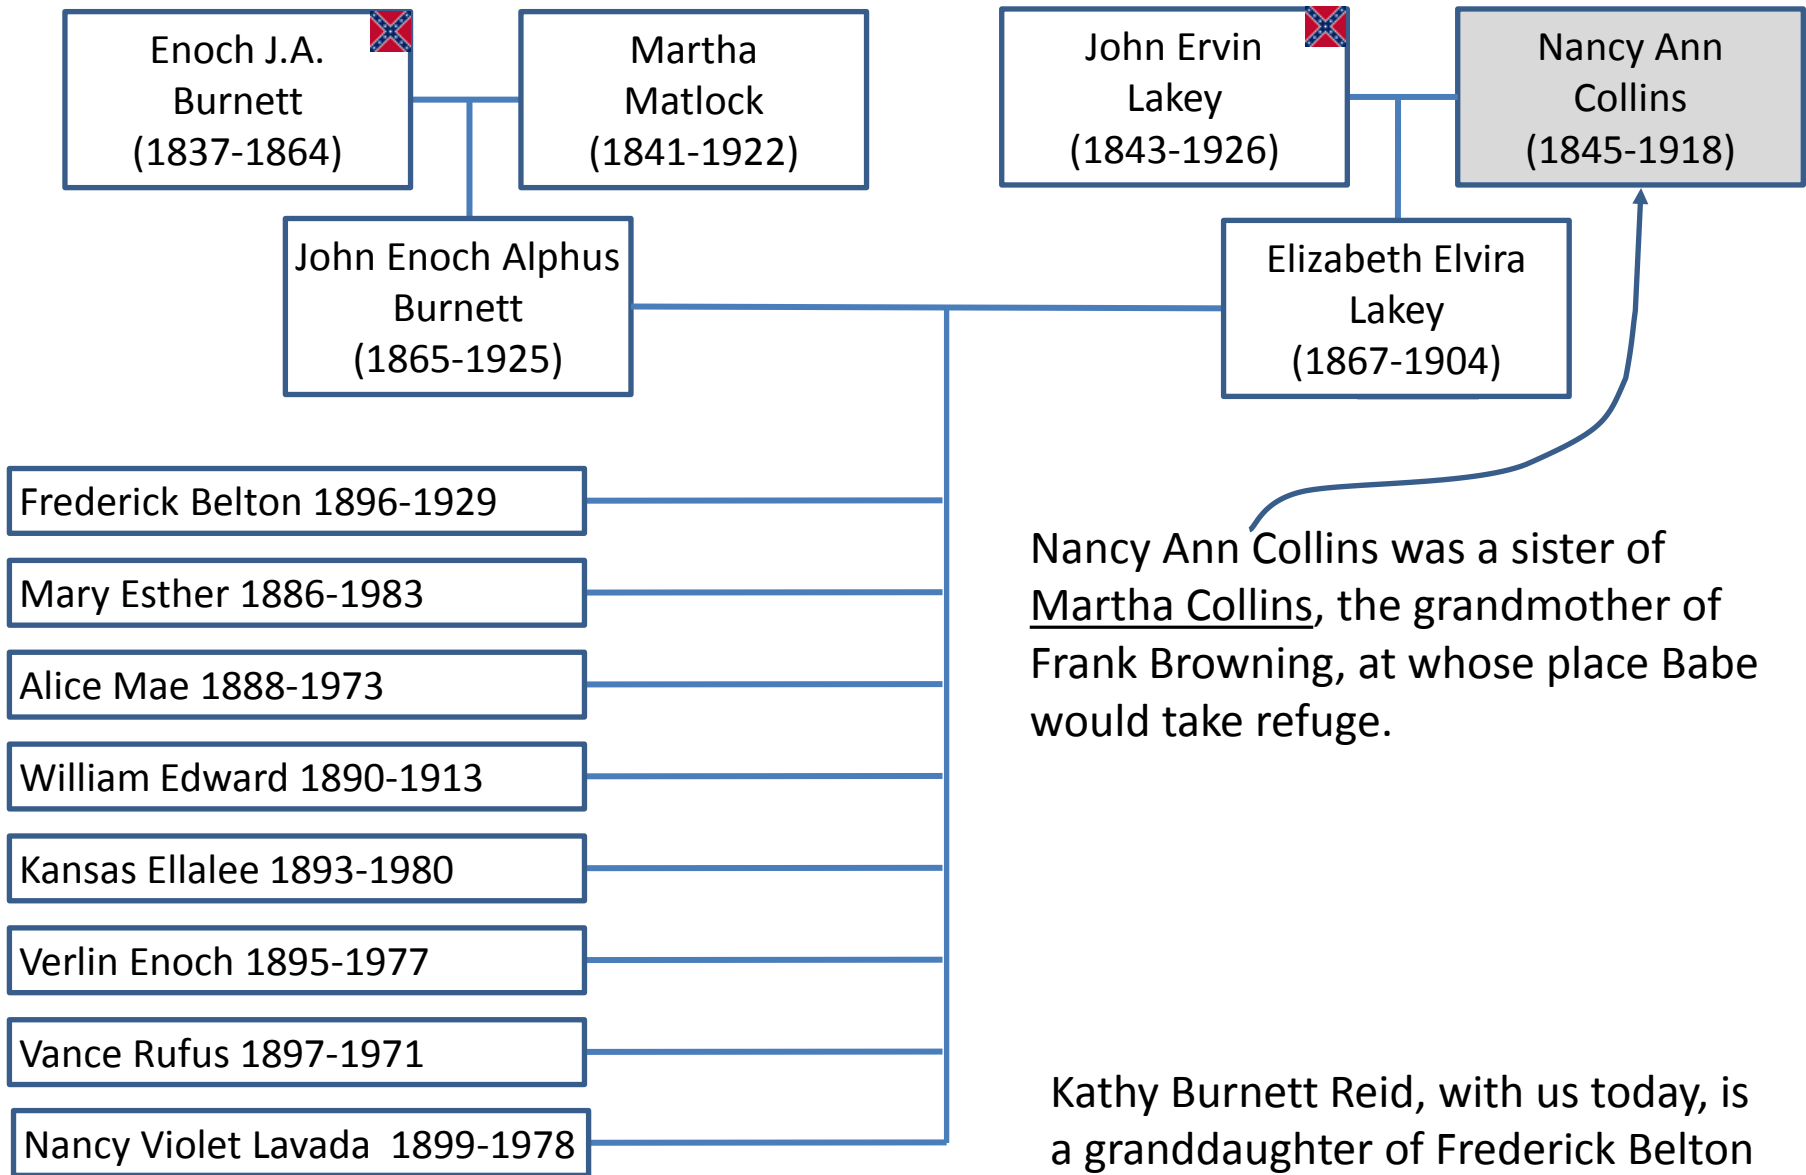 Enoch J.A.
Burnett
(1837-1864)
Martha
Matlock
(1841-1922)
John Ervin
Lakey
(1843-1926)
Nancy Ann
Collins
(1845-1918)
John Enoch Alphus
Burnett
(1865-1925)
Elizabeth Elvira
Lakey
(1867-1904)
Frederick Belton 1896-1929
Mary Esther 1886-1983
Alice Mae 1888-1973
William Edward 1890-1913
Kansas Ellalee 1893-1980
Verlin Enoch 1895-1977
Vance Rufus 1897-1971
Nancy Violet Lavada 1899-1978
Nancy Ann Collins was a sister of
Martha Collins, the grandmother of
Frank Browning, at whose place Babe
would take refuge.
Kathy Burnett Reid, with us today, is
a granddaughter of Frederick Belton